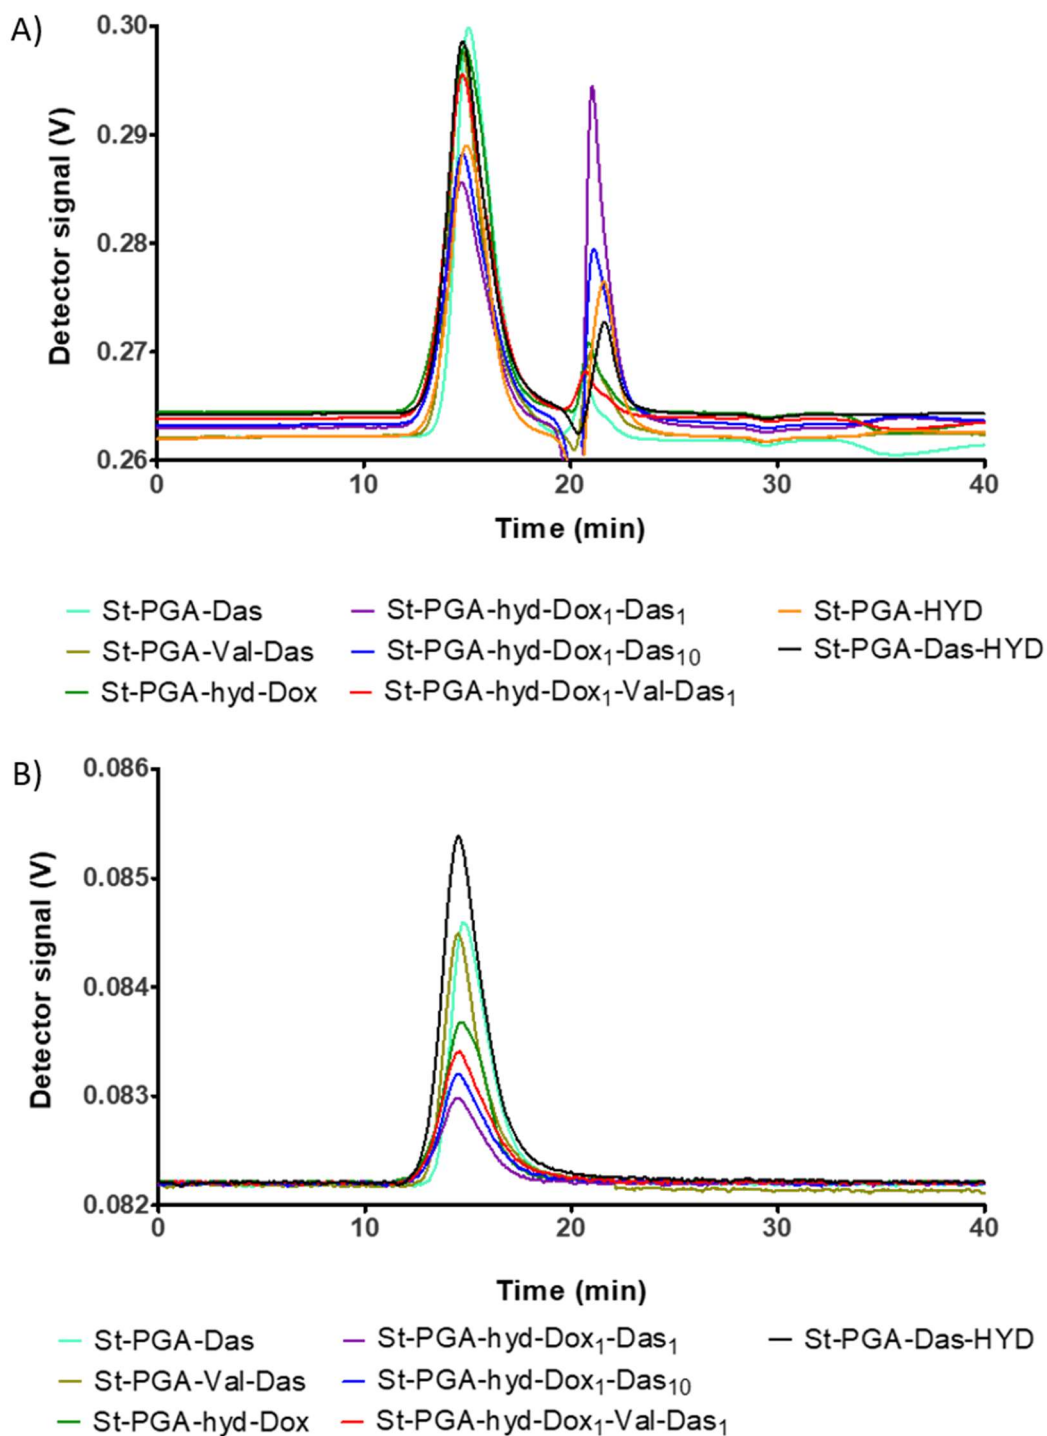 A)
0.30
0.29
0.28
0.27
0.26
Detector signal (V)
0 10 20 30 40
Time (min)
St-PGA-Das St-PGA-hyd-Dox₁-Das₁ St-PGA-HYD
St-PGA-Val-Das St-PGA-hyd-Dox₁-Das₁₀ St-PGA-Das-HYD
St-PGA-hyd-Dox St-PGA-hyd-Dox₁-Val-Das₁
B)
0.086
0.085
0.084
0.083
0.082
Detector signal (V)
0 10 20 30 40
Time (min)
St-PGA-Das St-PGA-hyd-Dox₁-Das₁ St-PGA-Das-HYD
St-PGA-Val-Das St-PGA-hyd-Dox₁-Das₁₀
St-PGA-hyd-Dox St-PGA-hyd-Dox₁-Val-Das₁